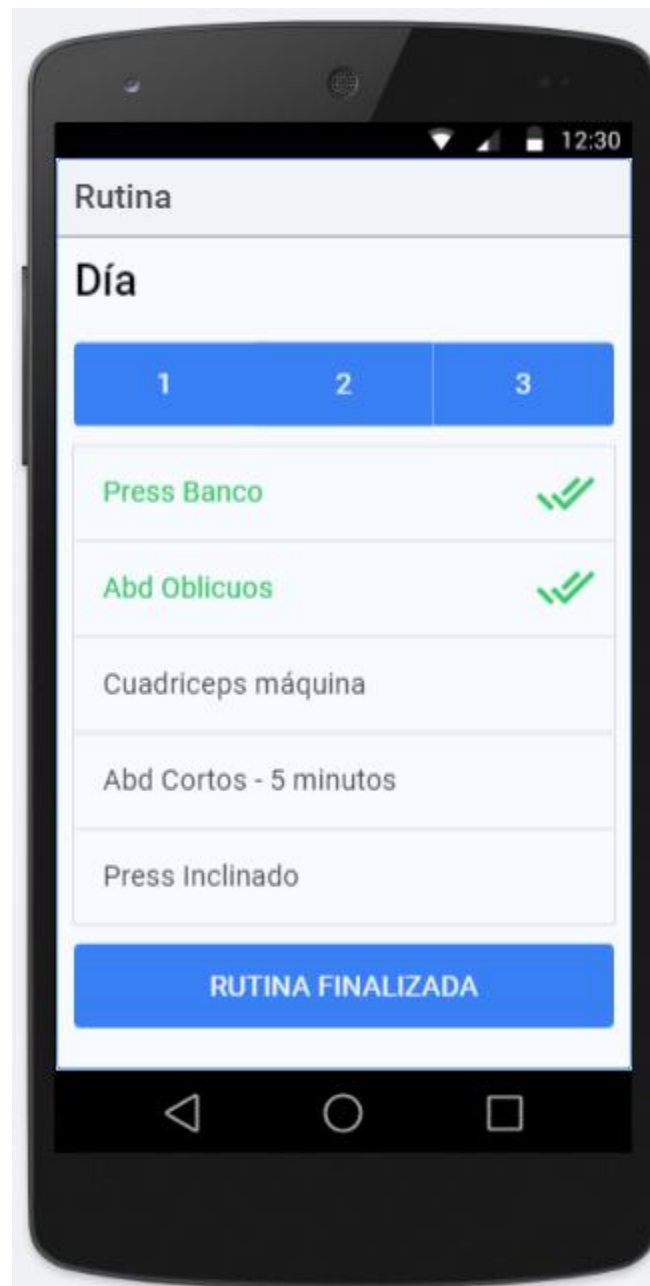 12:30
Rutina
Día
1 2 3
Press Banco
Abd Oblicuos
Cuadriceps máquina
Abd Cortos - 5 minutos
Press Inclinado
RUTINA FINALIZADA